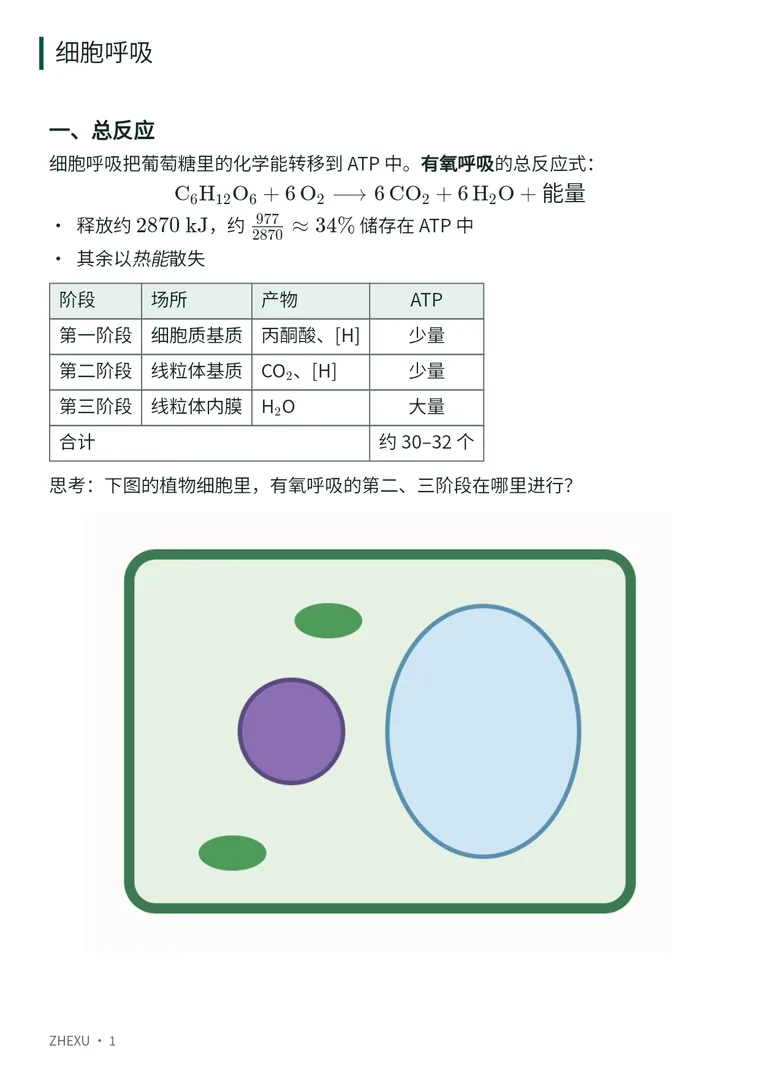 细胞呼吸
一、总反应
细胞呼吸把葡萄糖里的化学能转移到 ATP 中。有氧呼吸的总反应式：
C₆H₁₂O₆ + 6 O₂ ⟶ 6 CO₂ + 6 H₂O + 能量
• 释放约 2870 kJ，约 977/2870 ≈ 34% 储存在 ATP 中
• 其余以热能散失
阶段 场所 产物 ATP
第一阶段 细胞质基质 丙酮酸、[H] 少量
第二阶段 线粒体基质 CO₂、[H] 少量
第三阶段 线粒体内膜 H₂O 大量
合计 约 30–32 个
思考：下图的植物细胞里，有氧呼吸的第二、三阶段在哪里进行？
ZHEXU • 1